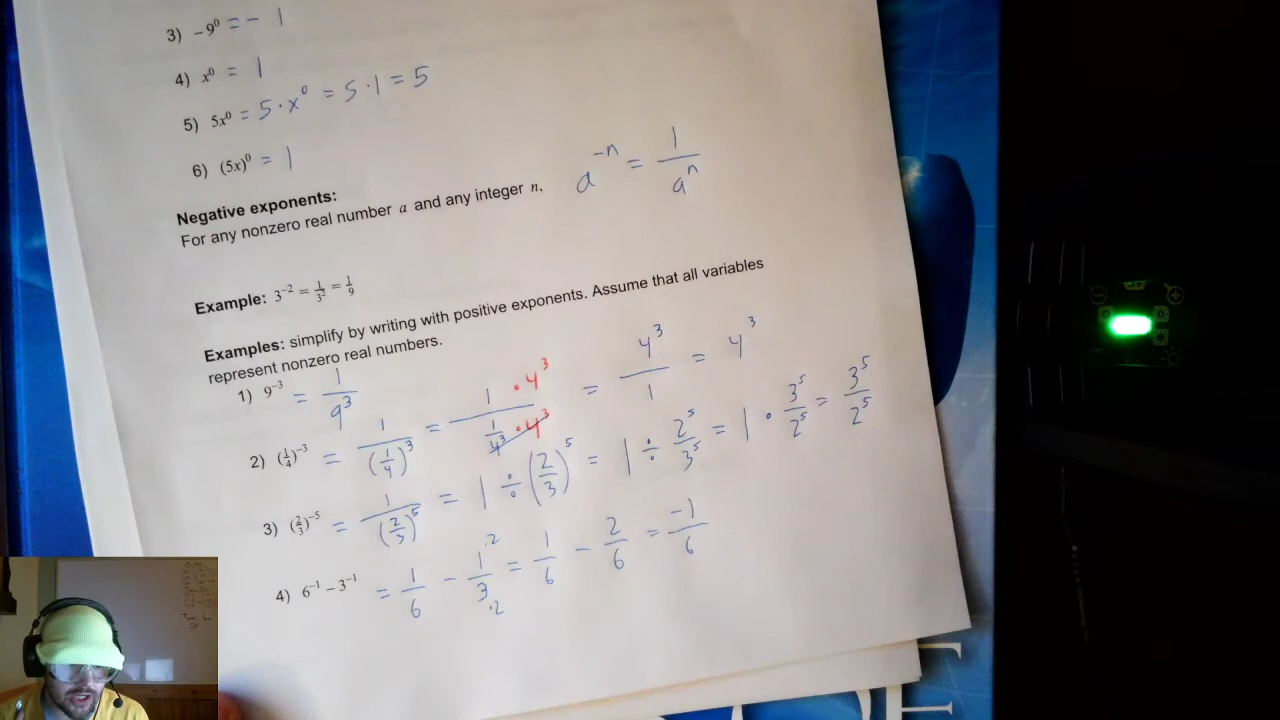 3) -9⁰ = - 1
4) x⁰ = 1
5) 5x⁰ = 5 · x⁰ = 5 · 1 = 5
6) (5x)⁰ = 1
Negative exponents:
For any nonzero real number a and any integer n, a⁻ⁿ = 1/aⁿ
Example: 3⁻² = 1/3² = 1/9
Examples: simplify by writing with positive exponents. Assume that all variables
represent nonzero real numbers.
1) 9⁻³ = 1/9³
2) (1/4)⁻³ = 1/(1/4)³ = (1 · 4³)/(1/4³ · 4³) = 4³/1 = 4³
3) (2/3)⁻⁵ = 1/(2/3)⁵ = 1 ÷ (2/3)⁵ = 1 ÷ 2⁵/3⁵ = 1 · 3⁵/2⁵ = 3⁵/2⁵
4) 6⁻¹ - 3⁻¹ = 1/6 - (1 · 2)/(3 · 2) = 1/6 - 2/6 = -1/6